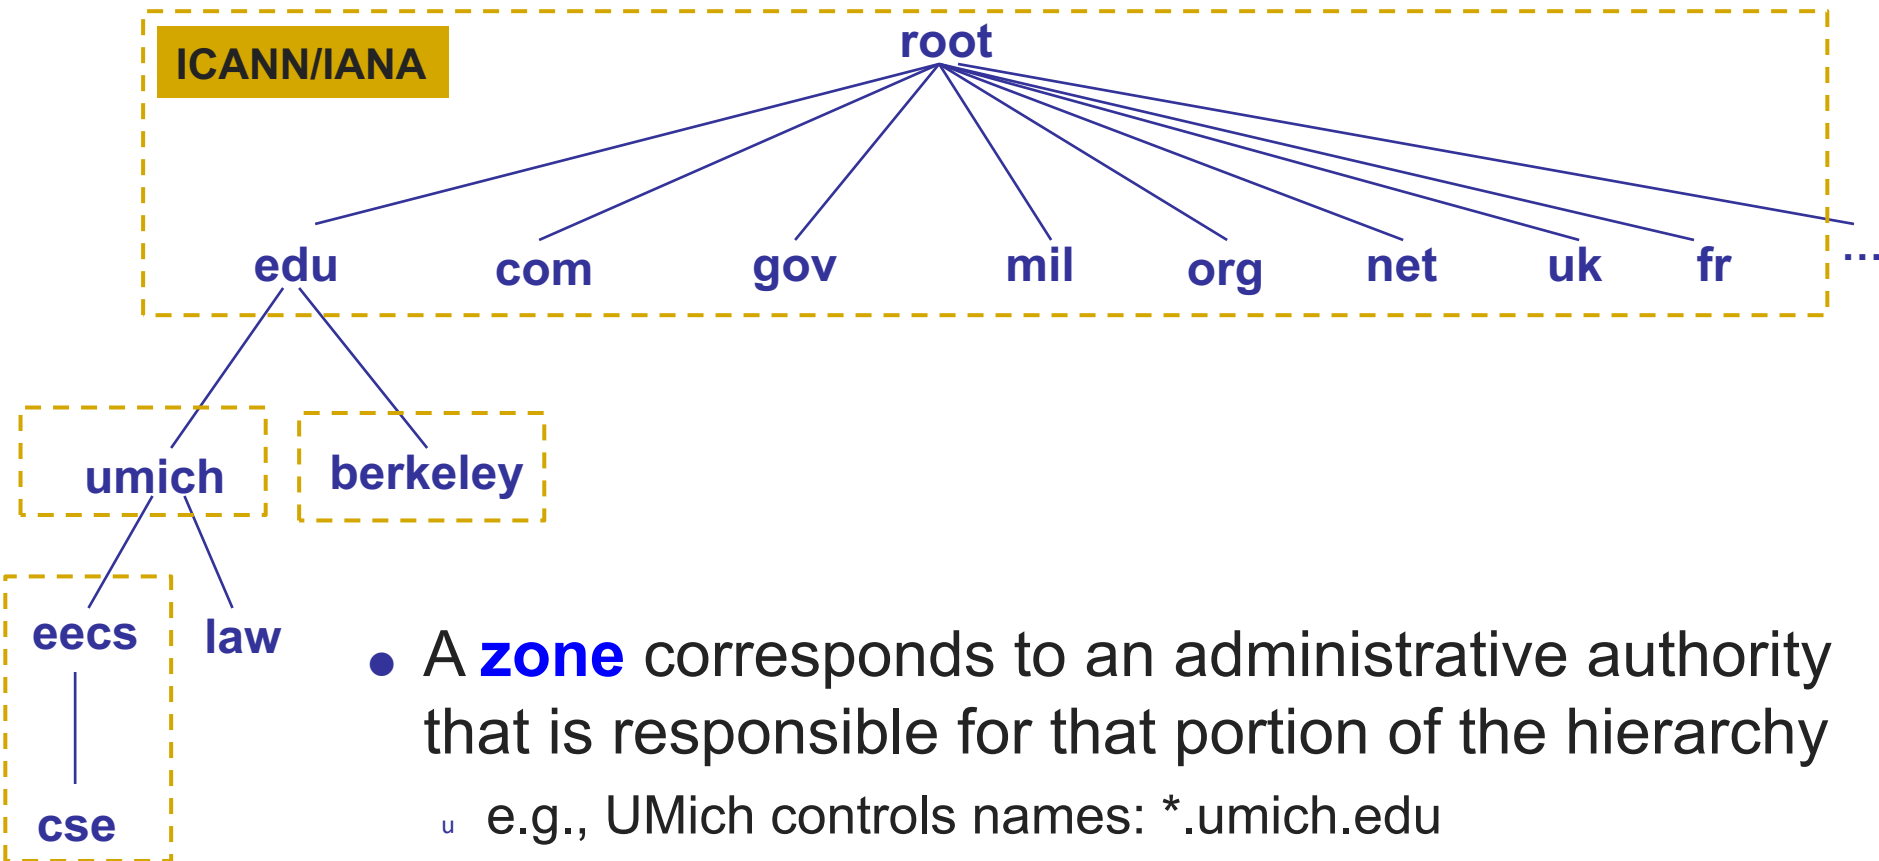 root
ICANN/IANA
edu com gov mil org net uk fr ...
umich berkeley
eecs law
cse
• A zone corresponds to an administrative authority
that is responsible for that portion of the hierarchy
u e.g., UMich controls names: *.umich.edu